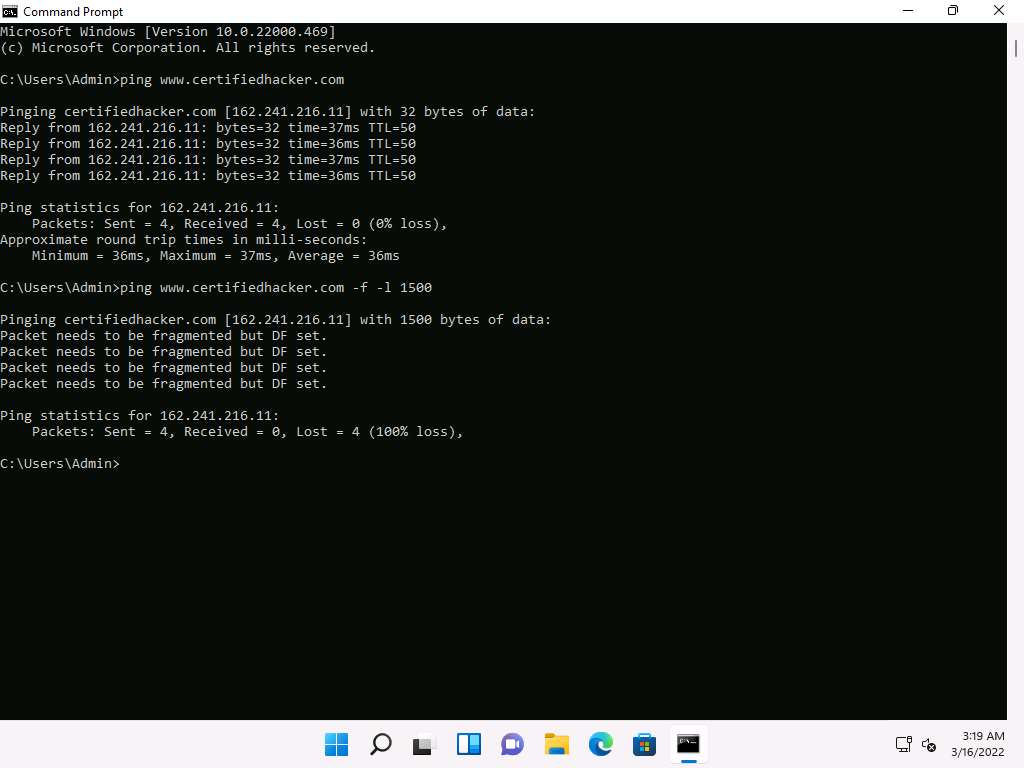 Command Prompt
Microsoft Windows [Version 10.0.22000.469]
(c) Microsoft Corporation. All rights reserved.
C:\Users\Admin>ping www.certifiedhacker.com
Pinging certifiedhacker.com [162.241.216.11] with 32 bytes of data:
Reply from 162.241.216.11: bytes=32 time=37ms TTL=50
Reply from 162.241.216.11: bytes=32 time=36ms TTL=50
Reply from 162.241.216.11: bytes=32 time=37ms TTL=50
Reply from 162.241.216.11: bytes=32 time=36ms TTL=50
Ping statistics for 162.241.216.11:
    Packets: Sent = 4, Received = 4, Lost = 0 (0% loss),
Approximate round trip times in milli-seconds:
    Minimum = 36ms, Maximum = 37ms, Average = 36ms
C:\Users\Admin>ping www.certifiedhacker.com -f -l 1500
Pinging certifiedhacker.com [162.241.216.11] with 1500 bytes of data:
Packet needs to be fragmented but DF set.
Packet needs to be fragmented but DF set.
Packet needs to be fragmented but DF set.
Packet needs to be fragmented but DF set.
Ping statistics for 162.241.216.11:
    Packets: Sent = 4, Received = 0, Lost = 4 (100% loss),
C:\Users\Admin>
3:19 AM
3/16/2022